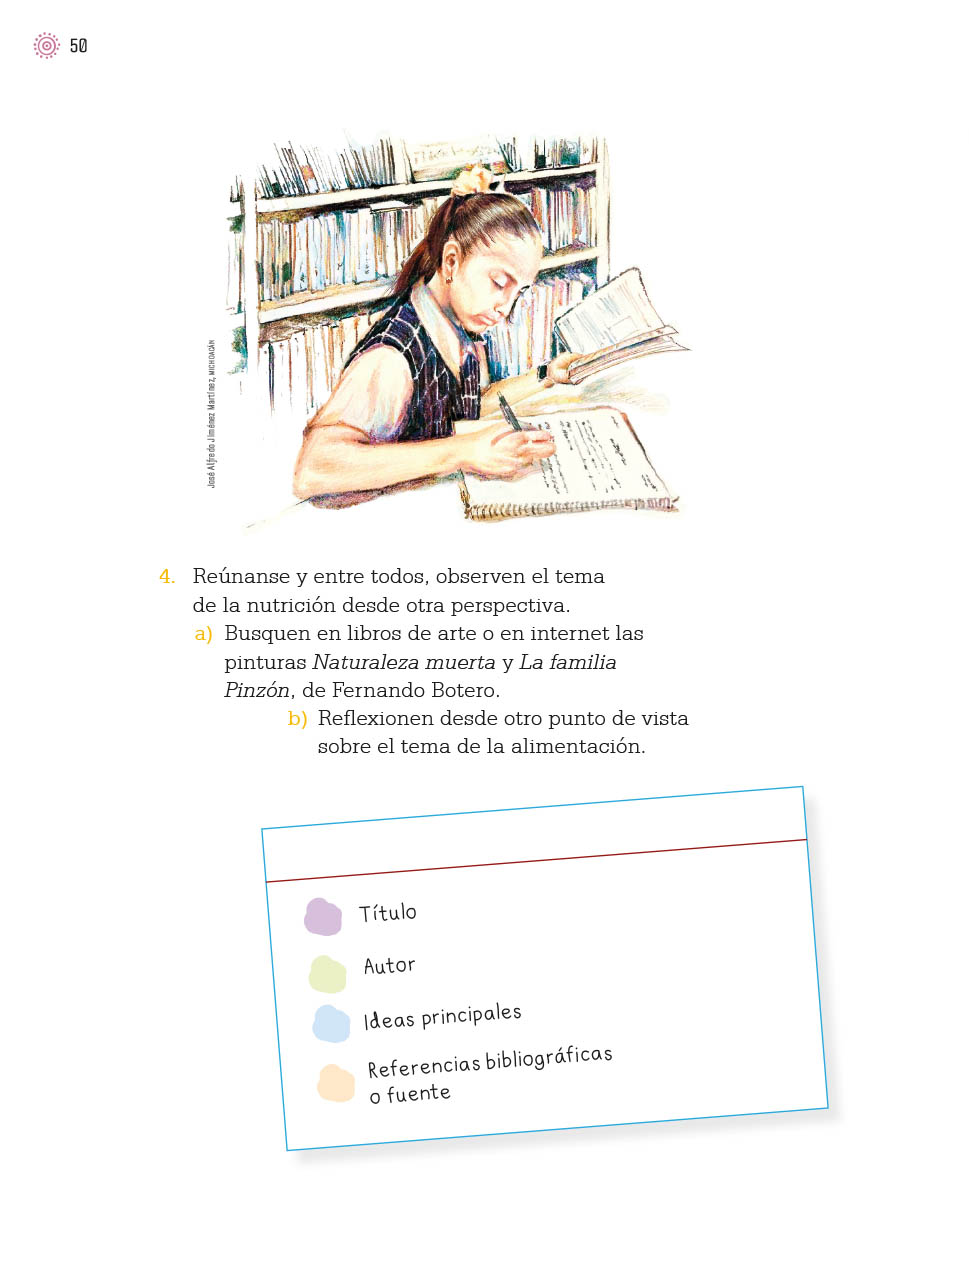 50
José Alfredo Jiménez Martínez, MICHOACÁN
4. Reúnanse y entre todos, observen el tema
de la nutrición desde otra perspectiva.
a) Busquen en libros de arte o en internet las
pinturas Naturaleza muerta y La familia
Pinzón, de Fernando Botero.
b) Reflexionen desde otro punto de vista
sobre el tema de la alimentación.
Título
Autor
Ideas principales
Referencias bibliográficas
o fuente